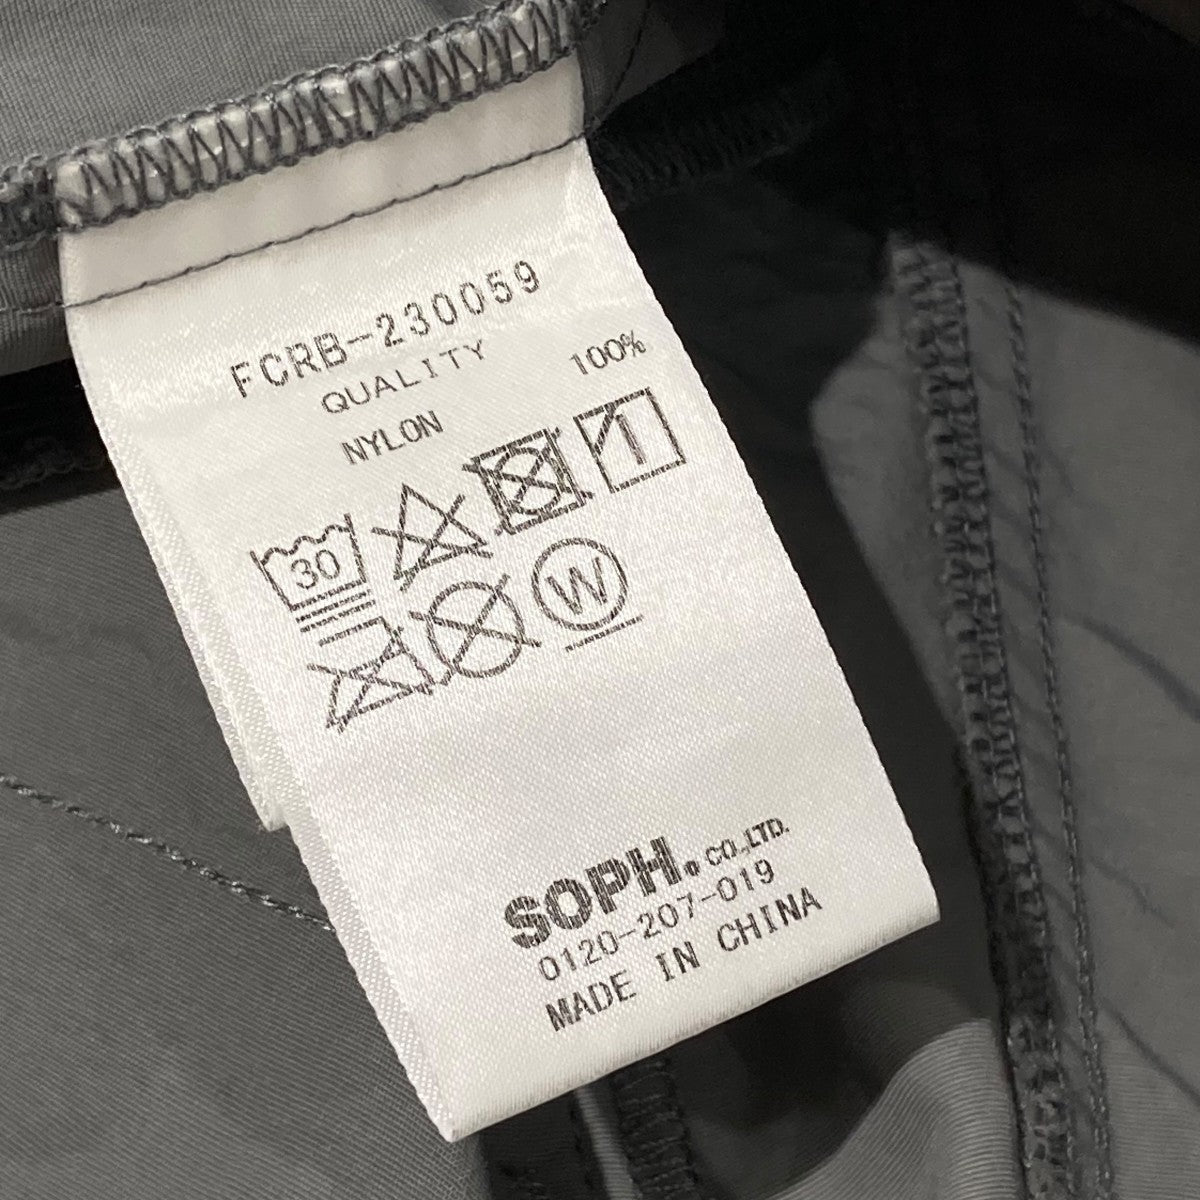 FCRB-230059
QUALITY
NYLON 100%
30
W
SOPH. CO.,LTD.
0120-207-019
MADE IN CHINA